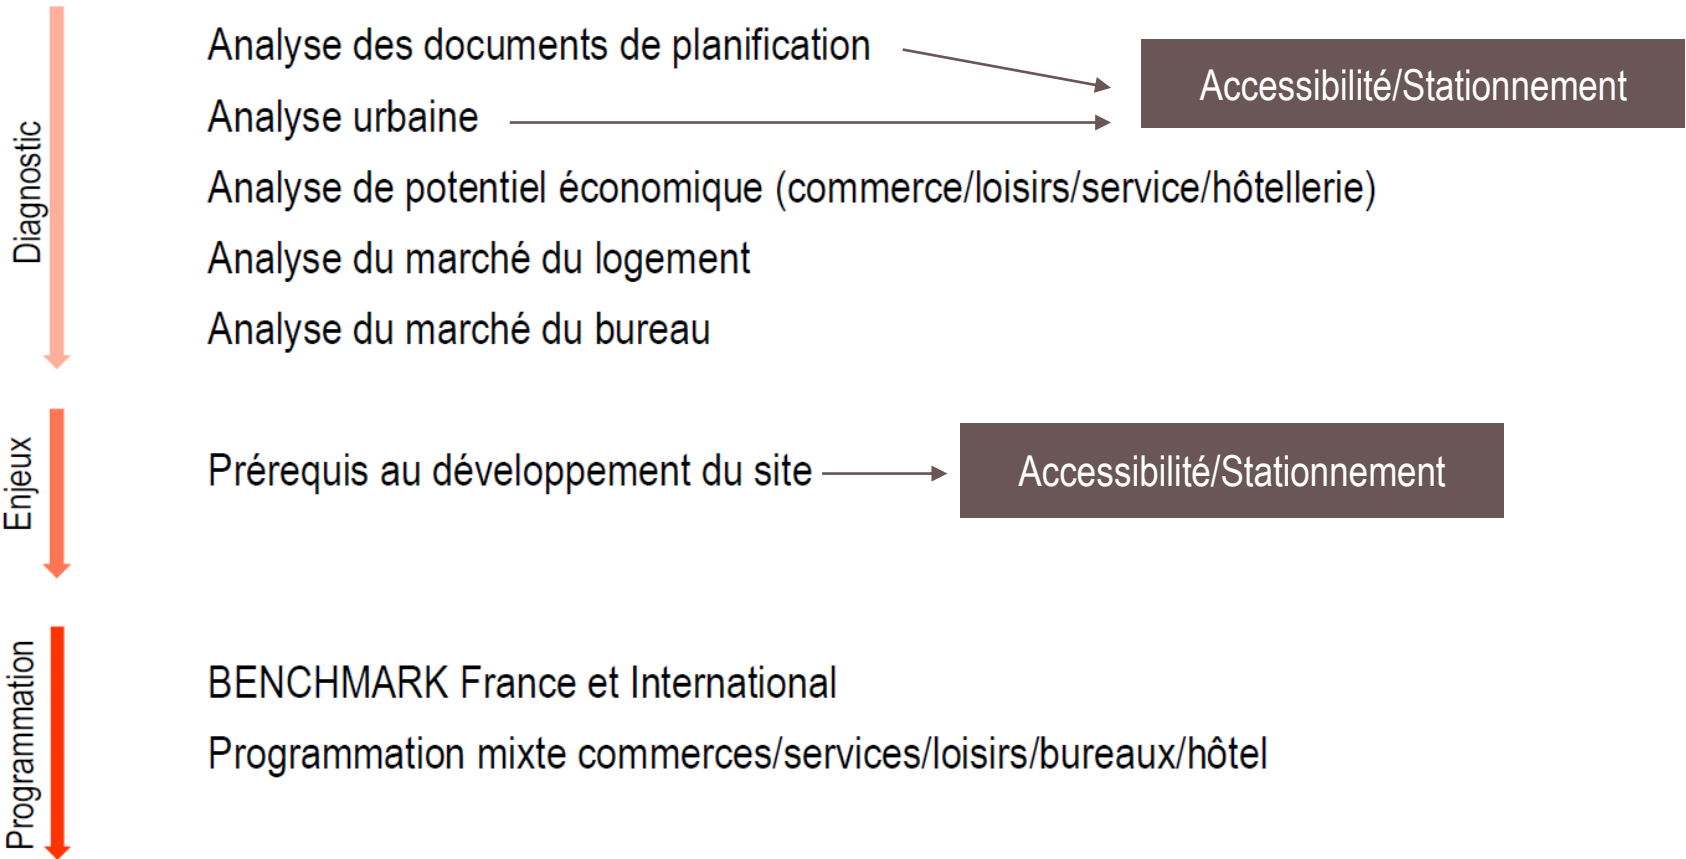 Diagnostic
Analyse des documents de planification
Accessibilité/Stationnement
Analyse urbaine
Analyse de potentiel économique (commerce/loisirs/service/hôtellerie)
Analyse du marché du logement
Analyse du marché du bureau
Enjeux
Prérequis au développement du site
Accessibilité/Stationnement
Programmation
BENCHMARK France et International
Programmation mixte commerces/services/loisirs/bureaux/hôtel